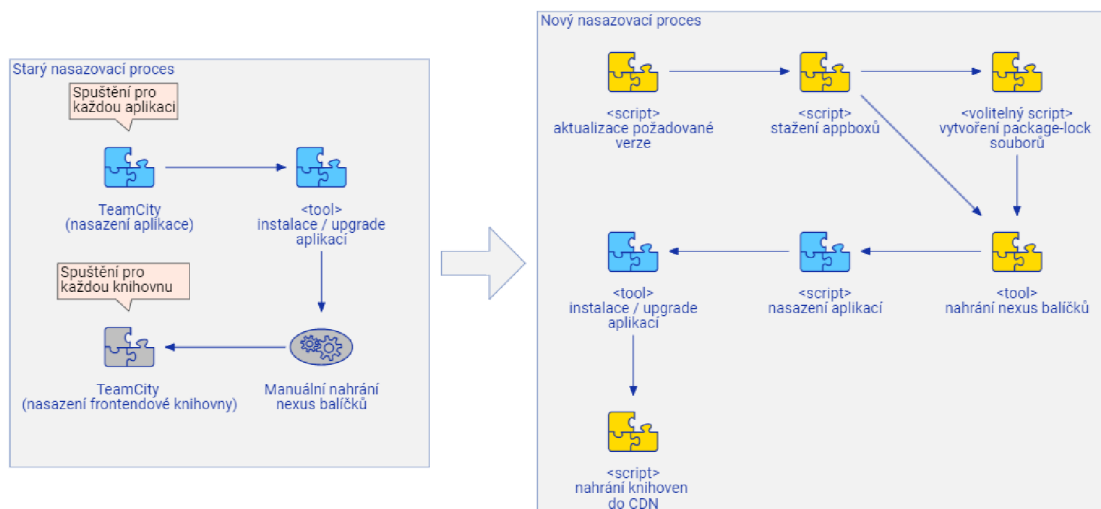 Starý nasazovací proces
Spuštění pro
každou aplikaci
TeamCity
(nasazení aplikace)
<tool>
instalace / upgrade
aplikací
Spuštění pro
každou knihovnu
TeamCity
(nasazení frontendové knihovny)
Manuální nahrání
nexus balíčků
Nový nasazovací proces
<script>
aktualizace požadované
verze
<script>
stažení appboxů
<volitelný script>
vytvoření package-lock
souborů
<tool>
instalace / upgrade
aplikací
<script>
nasazení aplikací
<tool>
nahrání nexus balíčků
<script>
nahrání knihoven
do CDN